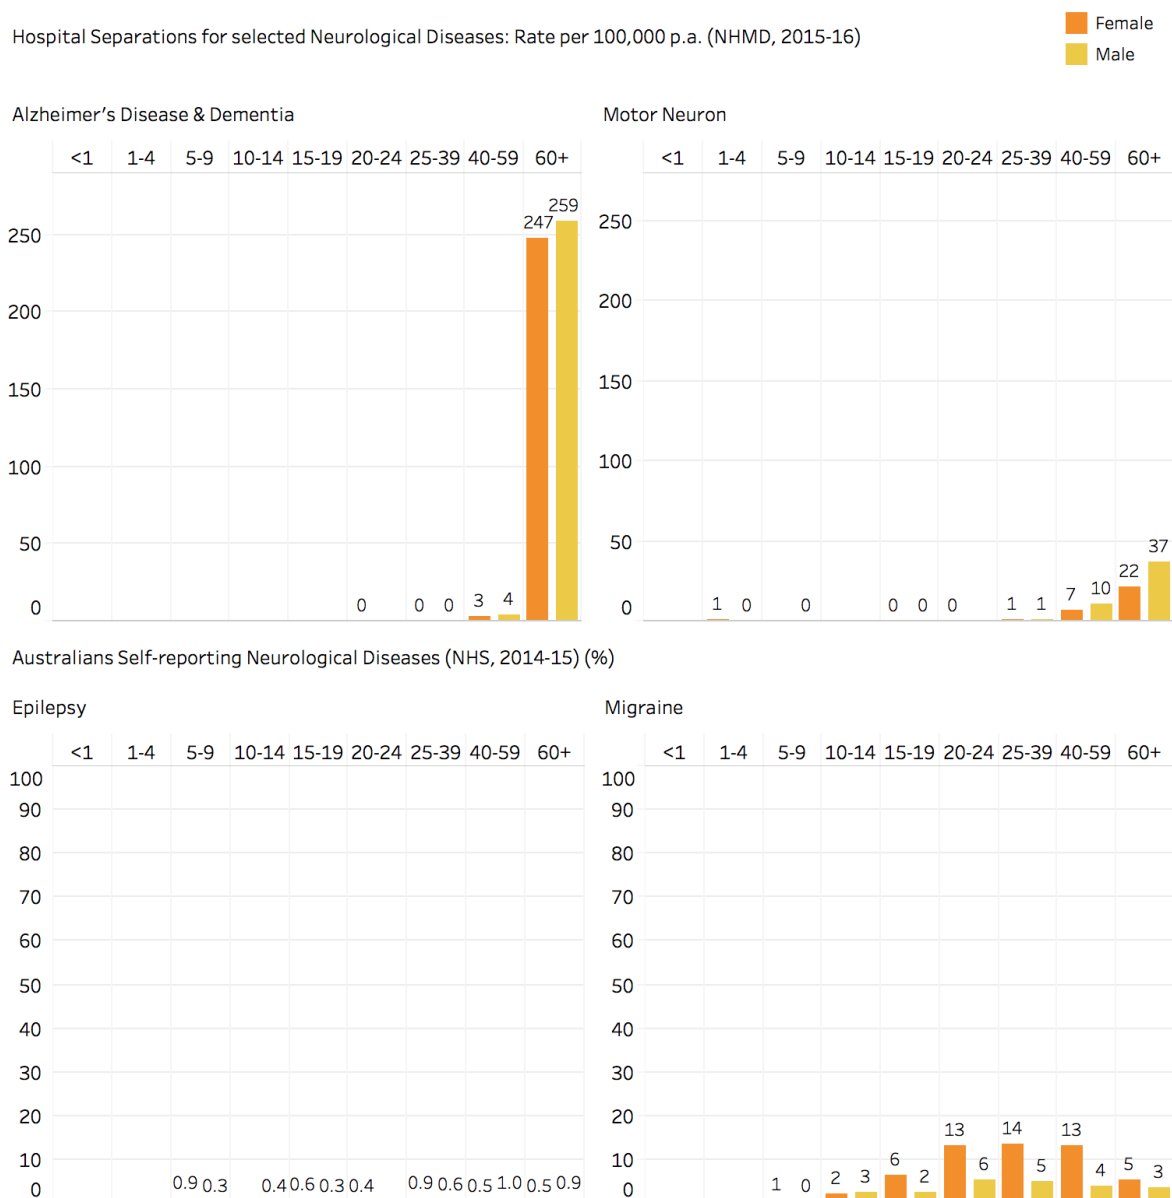 Hospital Separations for selected Neurological Diseases: Rate per 100,000 p.a. (NHMD, 2015-16)
Female
Male
Alzheimer's Disease & Dementia
<1 1-4 5-9 10-14 15-19 20-24 25-39 40-59 60+
250
200
150
100
50
0
0 0 0 3 4 247 259
Motor Neuron
<1 1-4 5-9 10-14 15-19 20-24 25-39 40-59 60+
250
200
150
100
50
0
1 0 0 0 0 0 1 1 7 10 22 37
Australians Self-reporting Neurological Diseases (NHS, 2014-15) (%)
Epilepsy
<1 1-4 5-9 10-14 15-19 20-24 25-39 40-59 60+
100
90
80
70
60
50
40
30
20
10
0
0.9 0.3 0.4 0.6 0.3 0.4 0.9 0.6 0.5 1.0 0.5 0.9
Migraine
<1 1-4 5-9 10-14 15-19 20-24 25-39 40-59 60+
100
90
80
70
60
50
40
30
20
10
0
1 0 2 3 6 2 13 6 14 5 13 4 5 3